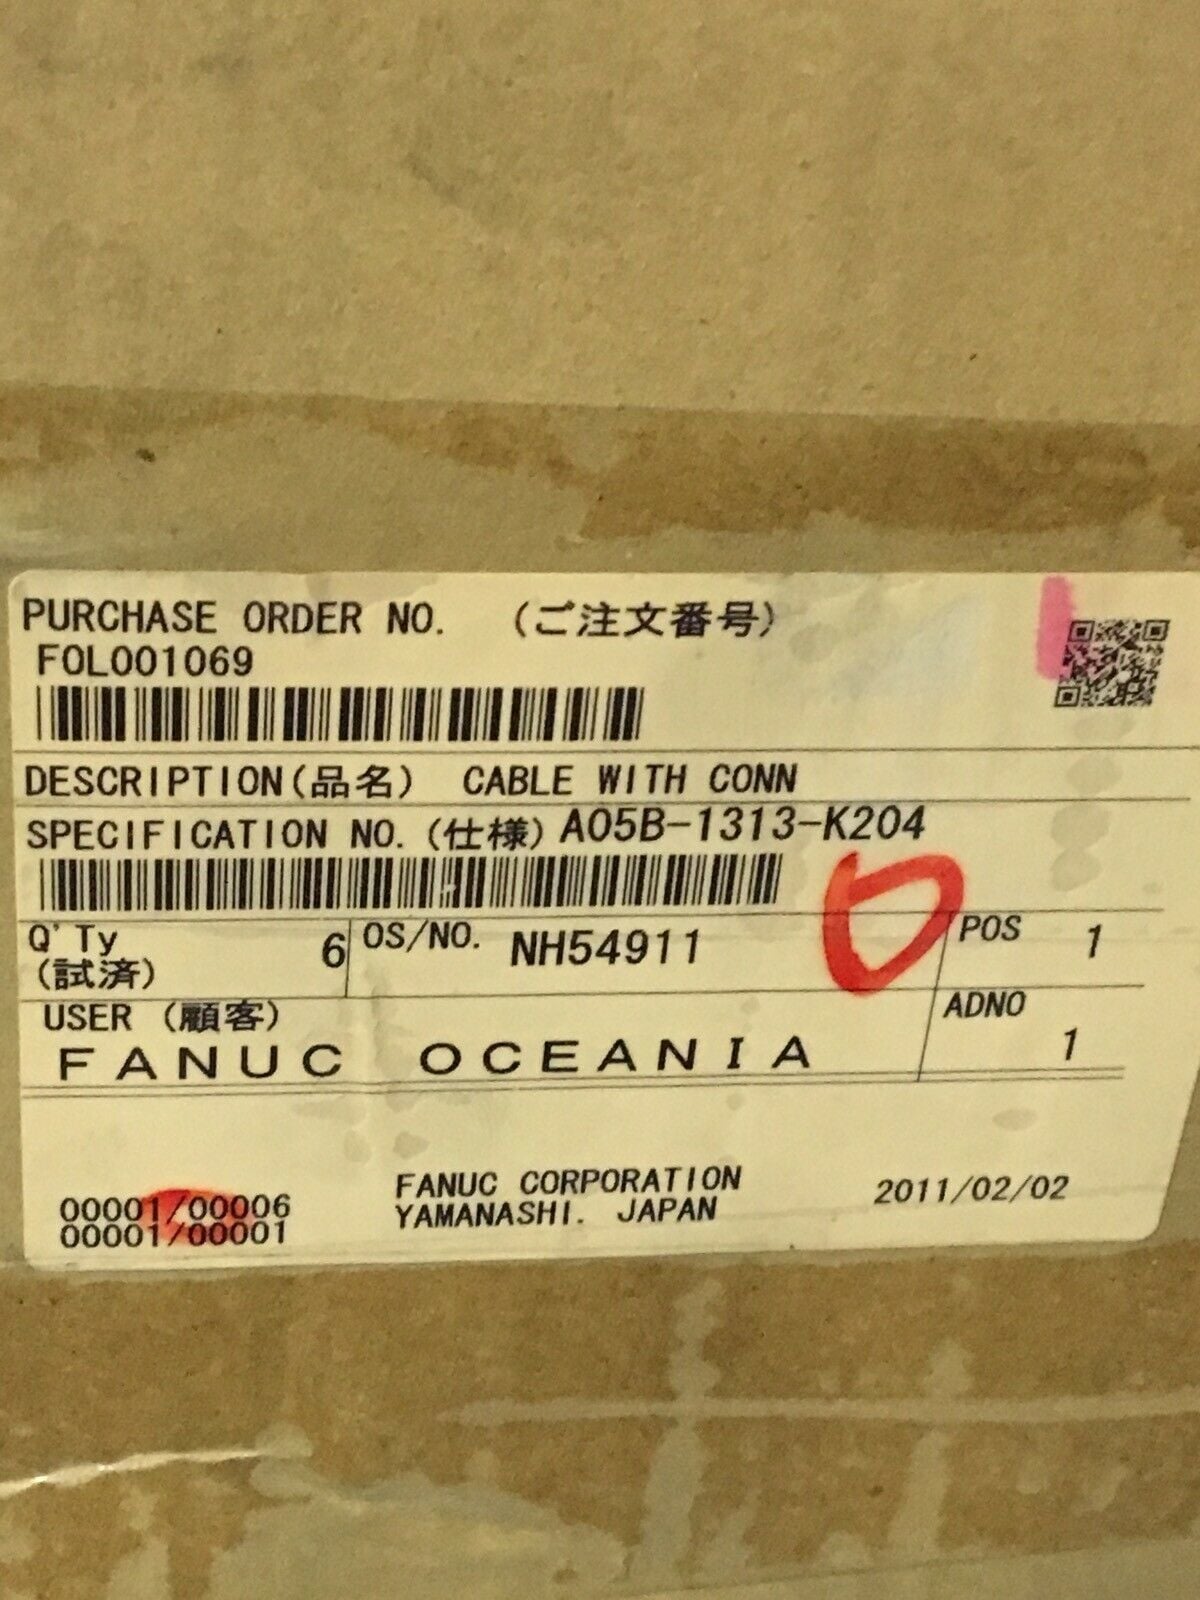 PURCHASE ORDER NO. (ご注文番号)
FOL001069
DESCRIPTION(品名) CABLE WITH CONN
SPECIFICATION NO.(仕様) A05B-1313-K204
Q'Ty 6 OS/NO. NH54911 POS 1
(試済)
USER (顧客) ADNO
FANUC OCEANIA 1
00001/00006 FANUC CORPORATION 2011/02/02
00001/00001 YAMANASHI. JAPAN